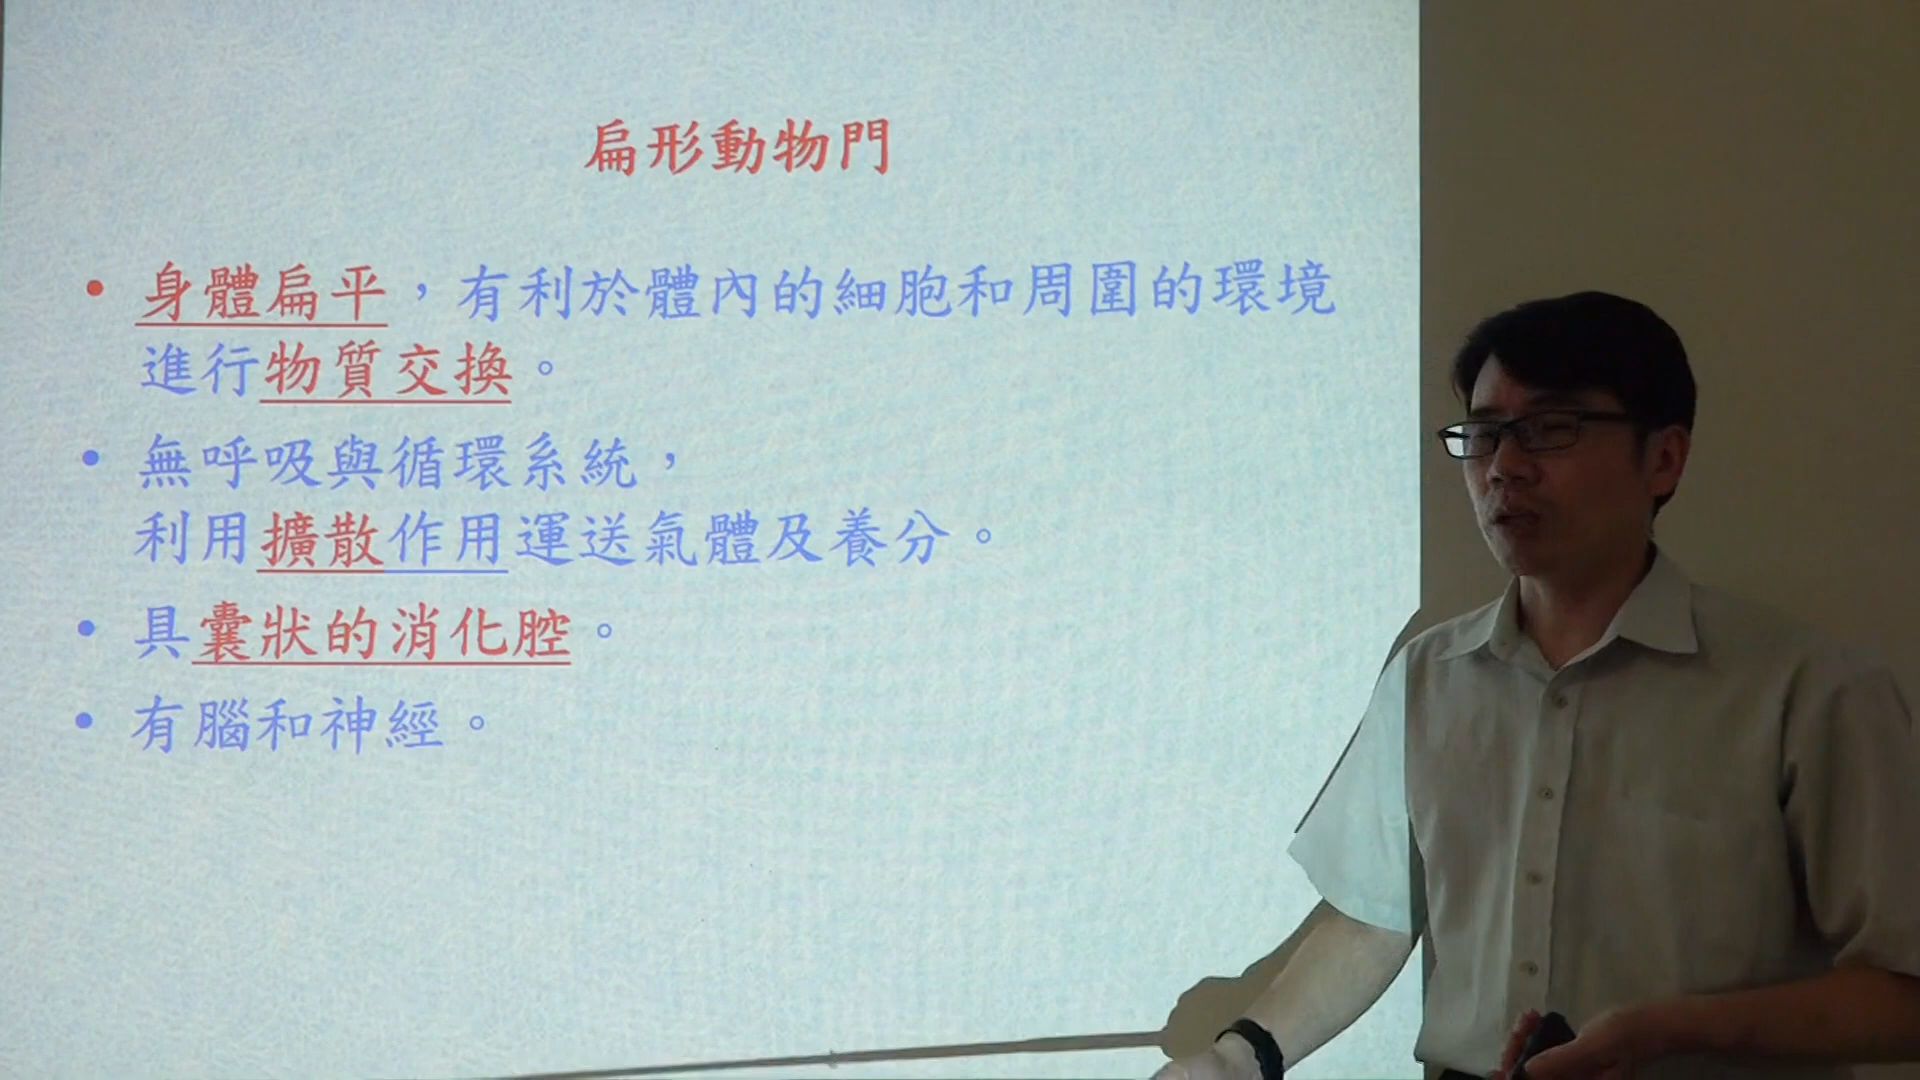 扁形動物門
• 身體扁平，有利於體內的細胞和周圍的環境
進行物質交換。
• 無呼吸與循環系統，
利用擴散作用運送氣體及養分。
• 具囊狀的消化腔。
• 有腦和神經。